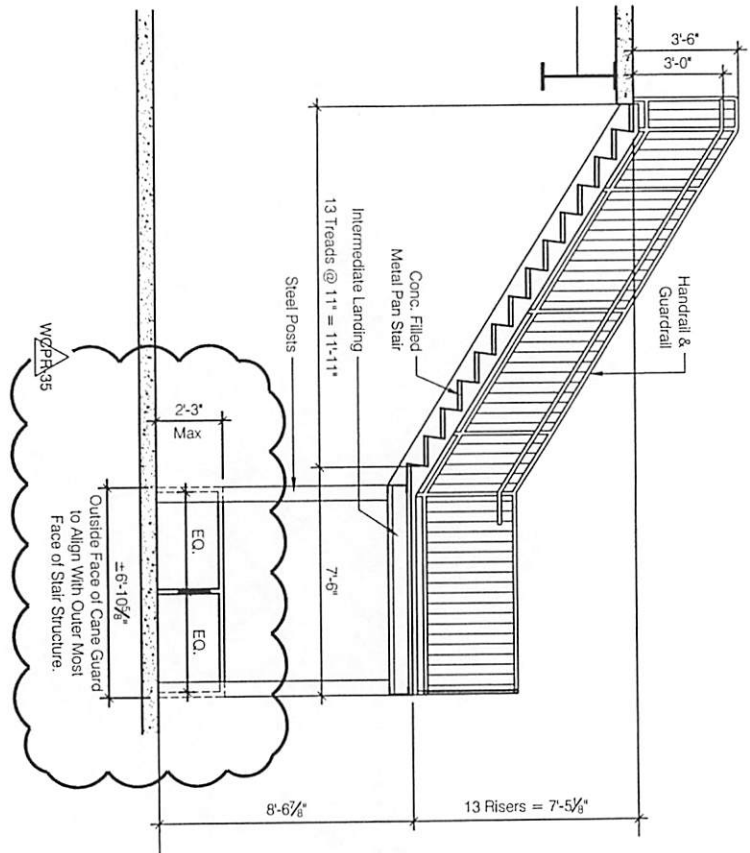 3'-6"
3'-0"
Handrail &
Guardrail
Conc. Filled
Metal Pan Stair
Intermediate Landing
13 Treads @ 11" = 11'-11"
Steel Posts
WCPR 35
2'-3"
Max
7'-6"
EQ.
EQ.
±6'-10⅝"
Outside Face of Cane Guard
to Align With Outer Most
Face of Stair Structure.
8'-6⅞"
13 Risers = 7'-5⅛"